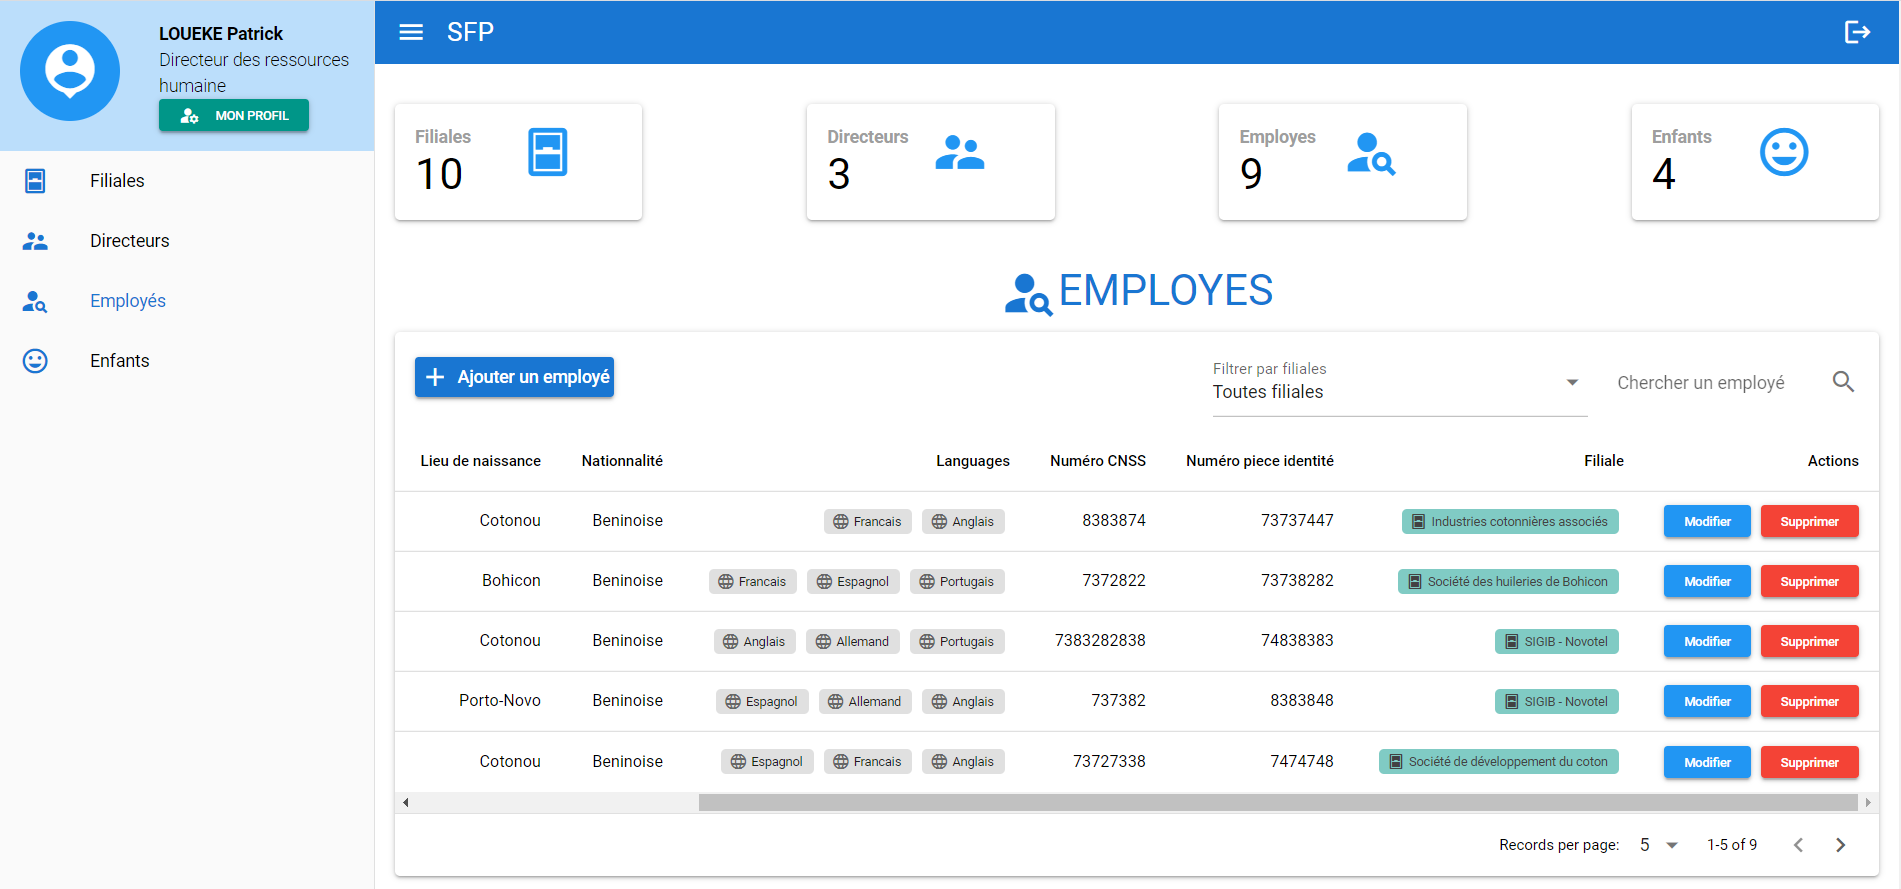 LOUEKE Patrick
Directeur des ressources
humaine
MON PROFIL
Filiales
Directeurs
Employés
Enfants
SFP
Filiales
10
Directeurs
3
Employes
9
Enfants
4
EMPLOYES
Ajouter un employé
Filtrer par filiales
Toutes filiales
Chercher un employé
Lieu de naissance Nationnalité Languages Numéro CNSS Numéro piece identité Filiale Actions
Cotonou Beninoise Francais Anglais 8383874 73737447 Industries cotonnières associés Modifier Supprimer
Bohicon Beninoise Francais Espagnol Portugais 7372822 73738282 Société des huileries de Bohicon Modifier Supprimer
Cotonou Beninoise Anglais Allemand Portugais 7383282838 74838383 SIGIB - Novotel Modifier Supprimer
Porto-Novo Beninoise Espagnol Allemand Anglais 737382 8383848 SIGIB - Novotel Modifier Supprimer
Cotonou Beninoise Espagnol Francais Anglais 73727338 7474748 Société de développement du coton Modifier Supprimer
Records per page: 5 1-5 of 9